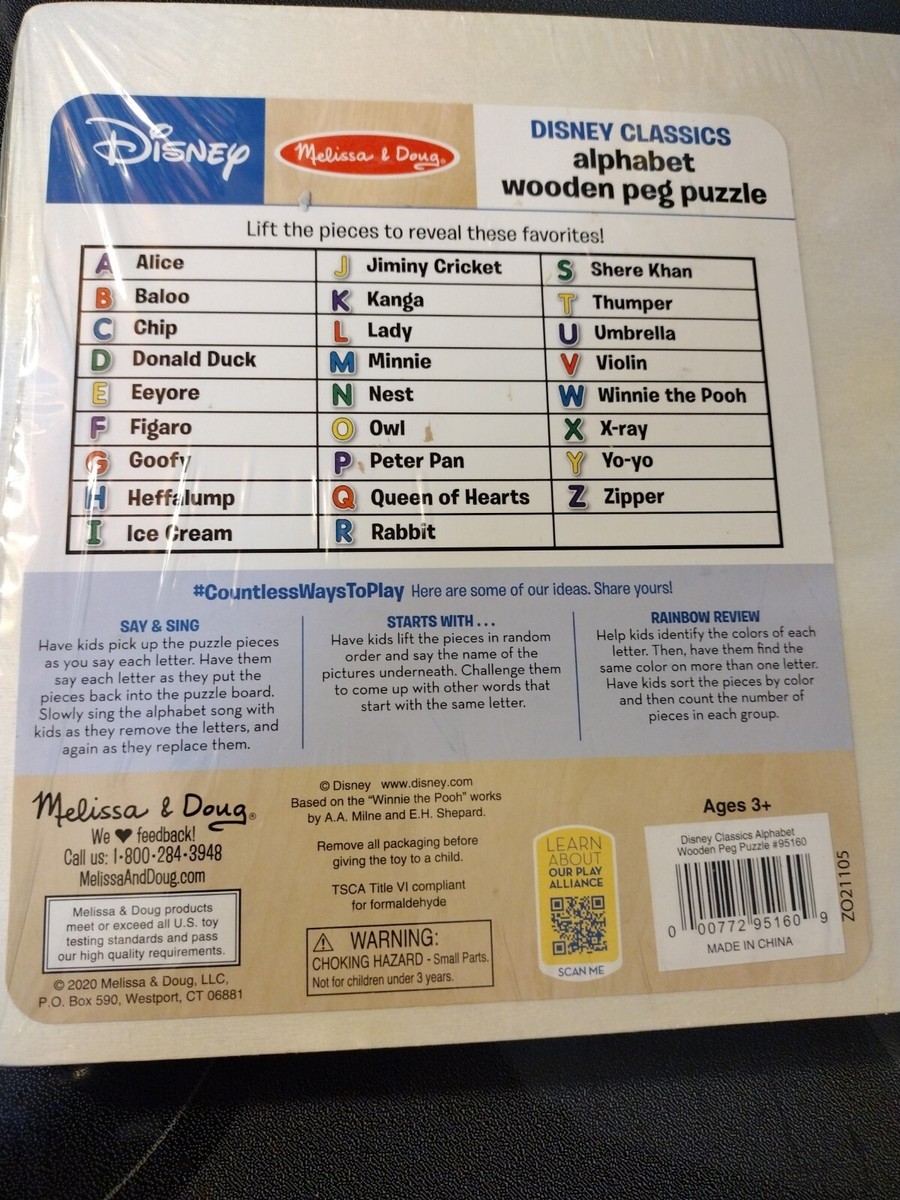 Disney
Melissa & Doug®
DISNEY CLASSICS
alphabet
wooden peg puzzle
Lift the pieces to reveal these favorites!
A Alice
B Baloo
C Chip
D Donald Duck
E Eeyore
F Figaro
G Goofy
H Heffalump
I Ice Cream
J Jiminy Cricket
K Kanga
L Lady
M Minnie
N Nest
O Owl
P Peter Pan
Q Queen of Hearts
R Rabbit
S Shere Khan
T Thumper
U Umbrella
V Violin
W Winnie the Pooh
X X-ray
Y Yo-yo
Z Zipper
#CountlessWaysToPlay Here are some of our ideas. Share yours!
SAY & SING
Have kids pick up the puzzle pieces
as you say each letter. Have them
say each letter as they put the
pieces back into the puzzle board.
Slowly sing the alphabet song with
kids as they remove the letters, and
again as they replace them.
STARTS WITH . . .
Have kids lift the pieces in random
order and say the name of the
pictures underneath. Challenge them
to come up with other words that
start with the same letter.
RAINBOW REVIEW
Help kids identify the colors of each
letter. Then, have them find the
same color on more than one letter.
Have kids sort the pieces by color
and then count the number of
pieces in each group.
Melissa & Doug®
We ♥ feedback!
Call us: 1-800-284-3948
MelissaAndDoug.com
Melissa & Doug products
meet or exceed all U.S. toy
testing standards and pass
our high quality requirements.
© 2020 Melissa & Doug, LLC,
P.O. Box 590, Westport, CT 06881
© Disney www.disney.com
Based on the "Winnie the Pooh" works
by A.A. Milne and E.H. Shepard.
Remove all packaging before
giving the toy to a child.
TSCA Title VI compliant
for formaldehyde
WARNING:
CHOKING HAZARD - Small Parts.
Not for children under 3 years.
LEARN
ABOUT
OUR PLAY
ALLIANCE
SCAN ME
Ages 3+
Disney Classics Alphabet
Wooden Peg Puzzle #95160
0 00772 95160 9
MADE IN CHINA
ZO21105